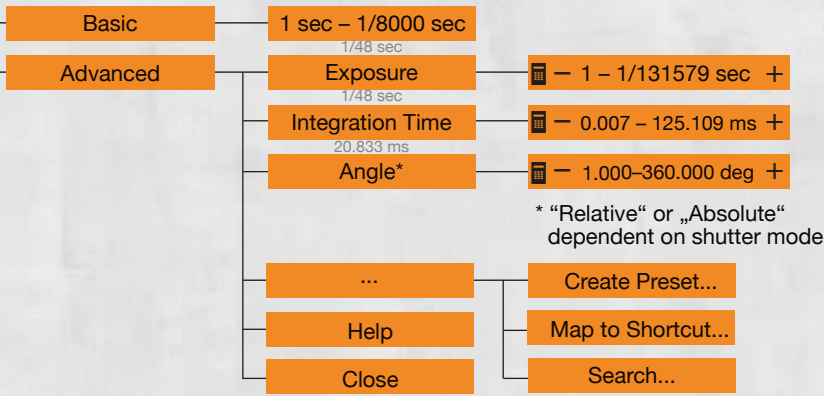 Basic
1 sec – 1/8000 sec
1/48 sec
Advanced
Exposure
− 1 – 1/131579 sec +
1/48 sec
Integration Time
− 0.007 – 125.109 ms +
20.833 ms
Angle*
− 1.000–360.000 deg +
* “Relative“ or „Absolute“
dependent on shutter mode
...
Create Preset...
Help
Map to Shortcut...
Close
Search...